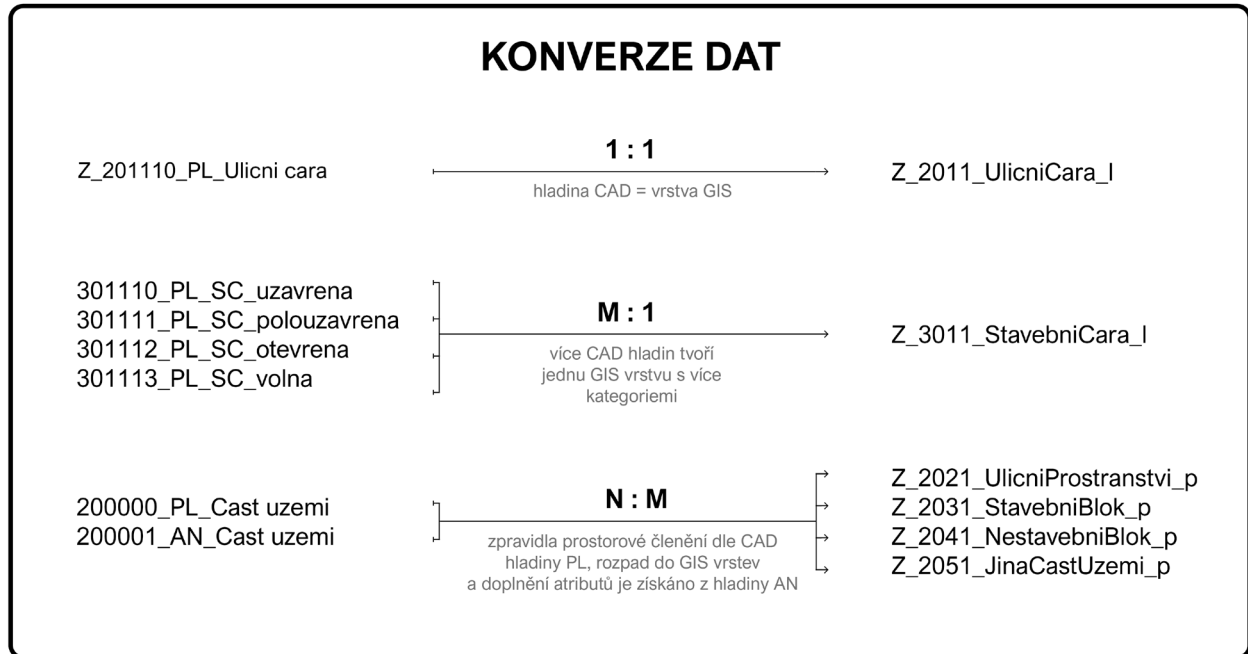 KONVERZE DAT
Z_201110_PL_Ulicni cara
1 : 1
hladina CAD = vrstva GIS
Z_2011_UlicniCara_l
301110_PL_SC_uzavrena
301111_PL_SC_polouzavrena
301112_PL_SC_otevrena
301113_PL_SC_volna
M : 1
více CAD hladin tvoří
jednu GIS vrstvu s více
kategoriemi
Z_3011_StavebniCara_l
200000_PL_Cast uzemi
200001_AN_Cast uzemi
N : M
zpravidla prostorové členění dle CAD
hladiny PL, rozpad do GIS vrstev
a doplnění atributů je získáno z hladiny AN
Z_2021_UlicniProstranstvi_p
Z_2031_StavebniBlok_p
Z_2041_NestavebniBlok_p
Z_2051_JinaCastUzemi_p